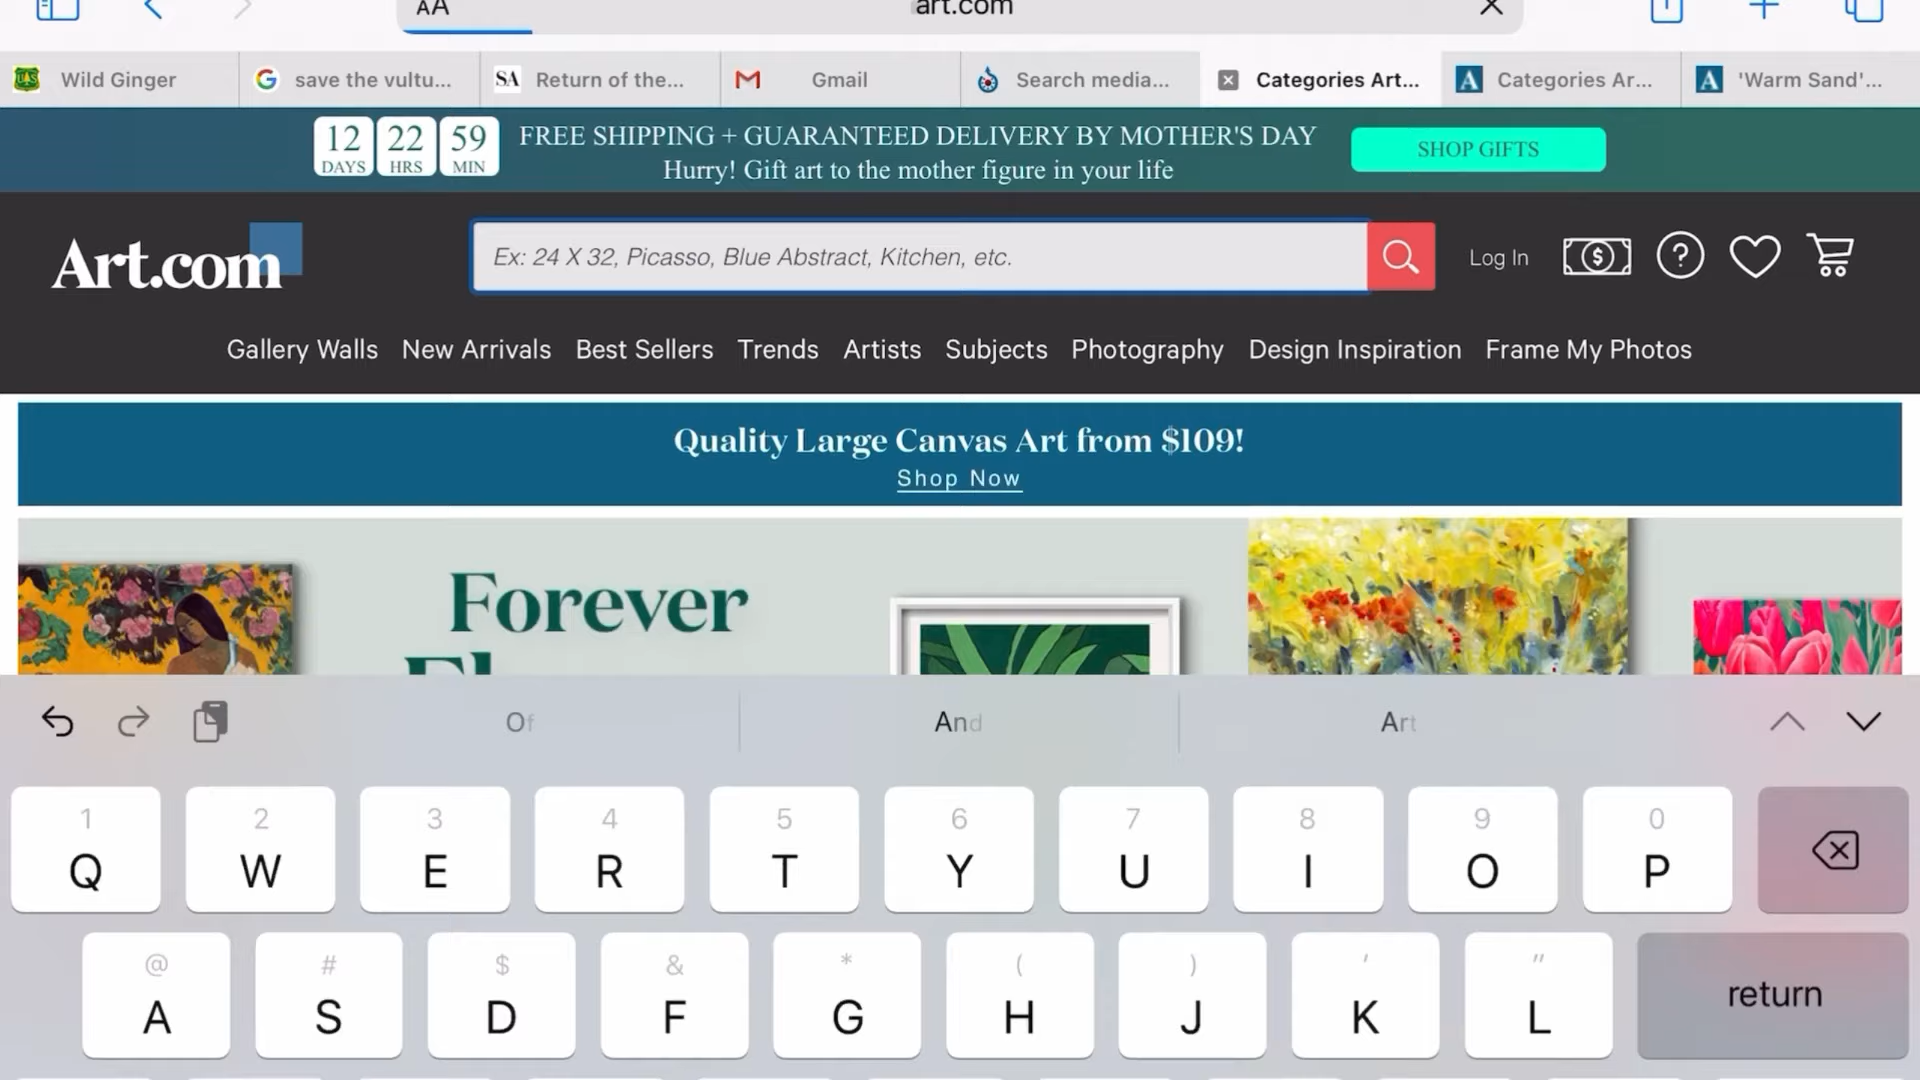 AA
art.com
Wild Ginger
save the vultu...
SA Return of the...
Gmail
Search media...
Categories Art...
A Categories Ar...
A 'Warm Sand'...
12 DAYS 22 HRS 59 MIN
FREE SHIPPING + GUARANTEED DELIVERY BY MOTHER'S DAY
Hurry! Gift art to the mother figure in your life
SHOP GIFTS
Art.com
Ex: 24 X 32, Picasso, Blue Abstract, Kitchen, etc.
Log In
Gallery Walls New Arrivals Best Sellers Trends Artists Subjects Photography Design Inspiration Frame My Photos
Quality Large Canvas Art from $109!
Shop Now
Forever
Of And Art
1 2 3 4 5 6 7 8 9 0
Q W E R T Y U I O P
@ # $ & * ( ) ' "
A S D F G H J K L return